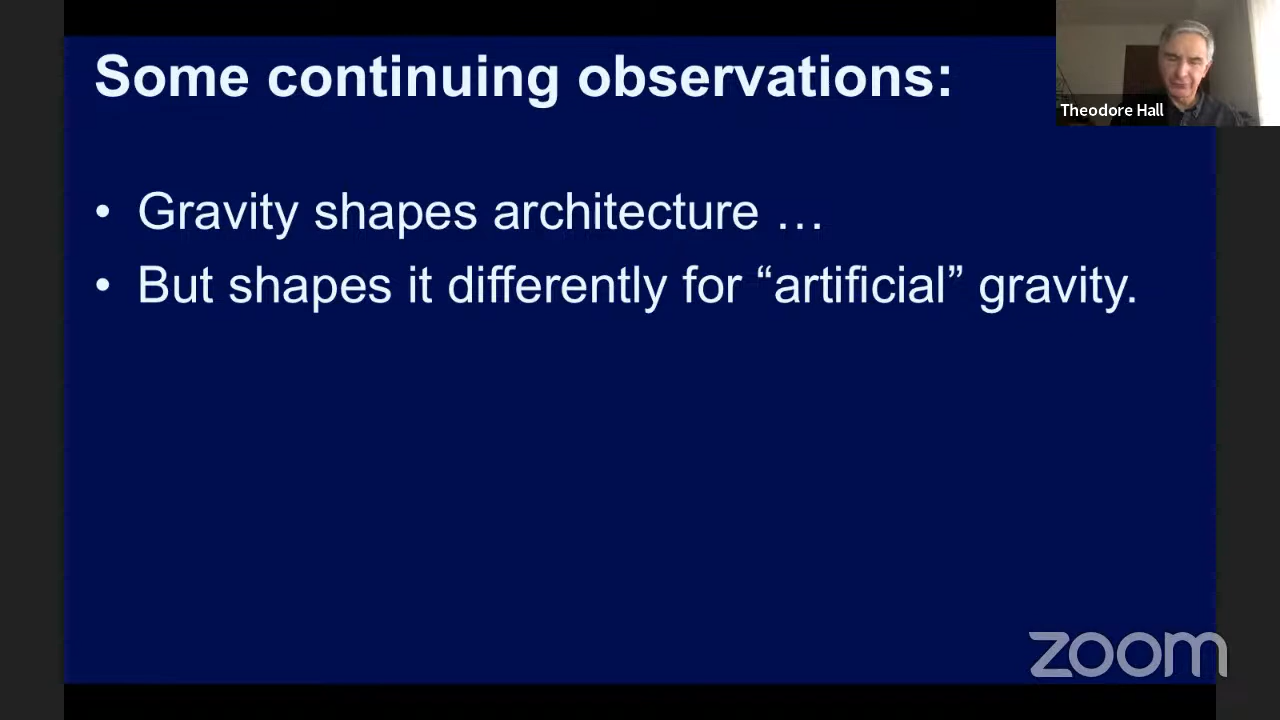 Some continuing observations:
Theodore Hall
• Gravity shapes architecture …
• But shapes it differently for “artificial” gravity.
zoom